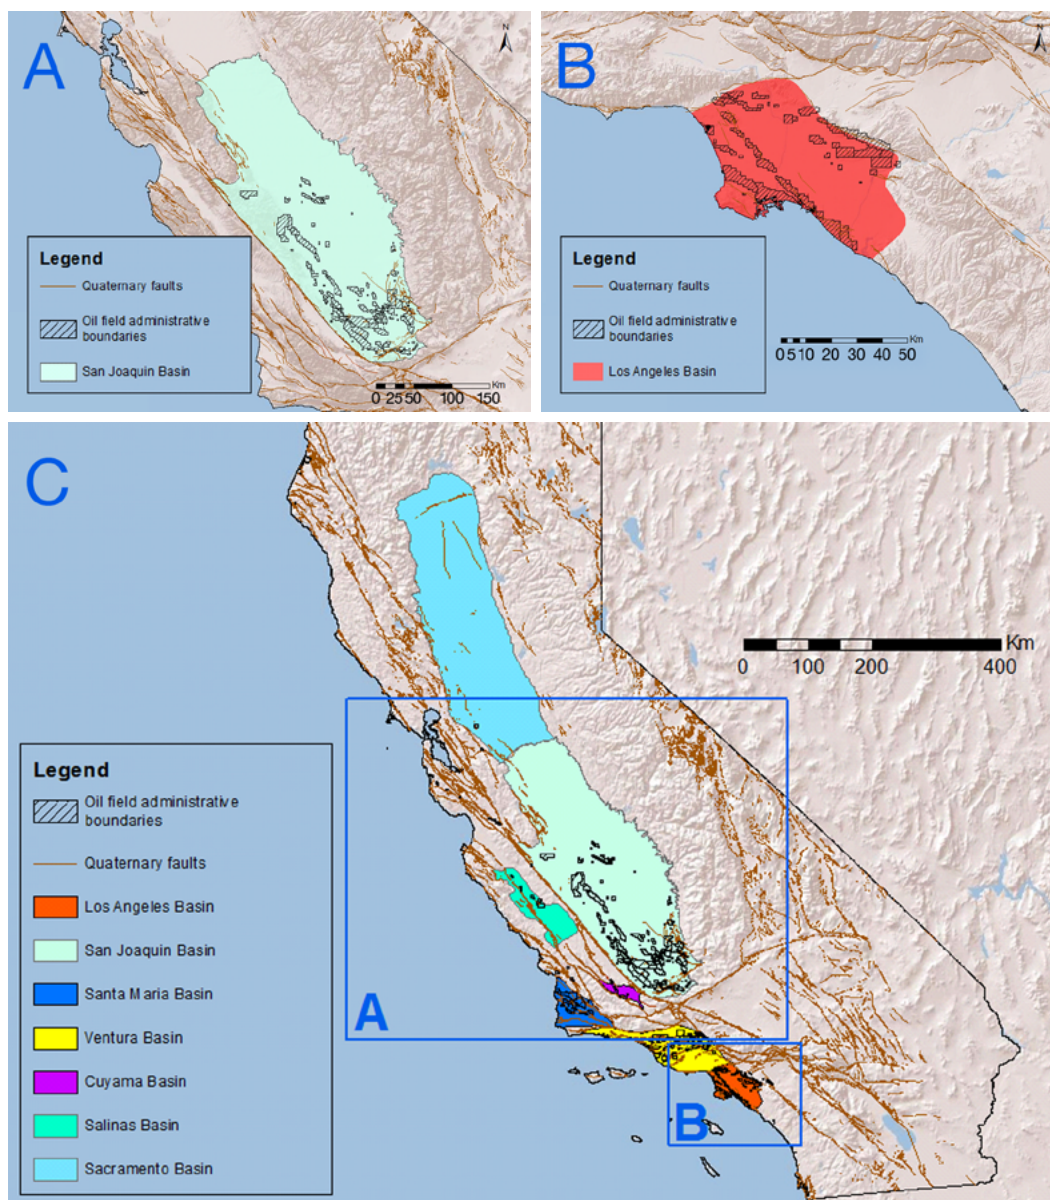 A
N
Legend
Quaternary faults
Oil field administrative
boundaries
San Joaquin Basin
Km
0 25 50 100 150
B
N
Legend
Quaternary faults
Oil field administrative
boundaries
Los Angeles Basin
Km
0 5 10 20 30 40 50
C
Km
0 100 200 400
Legend
Oil field administrative
boundaries
Quaternary faults
Los Angeles Basin
San Joaquin Basin
Santa Maria Basin
Ventura Basin
Cuyama Basin
Salinas Basin
Sacramento Basin
A
B